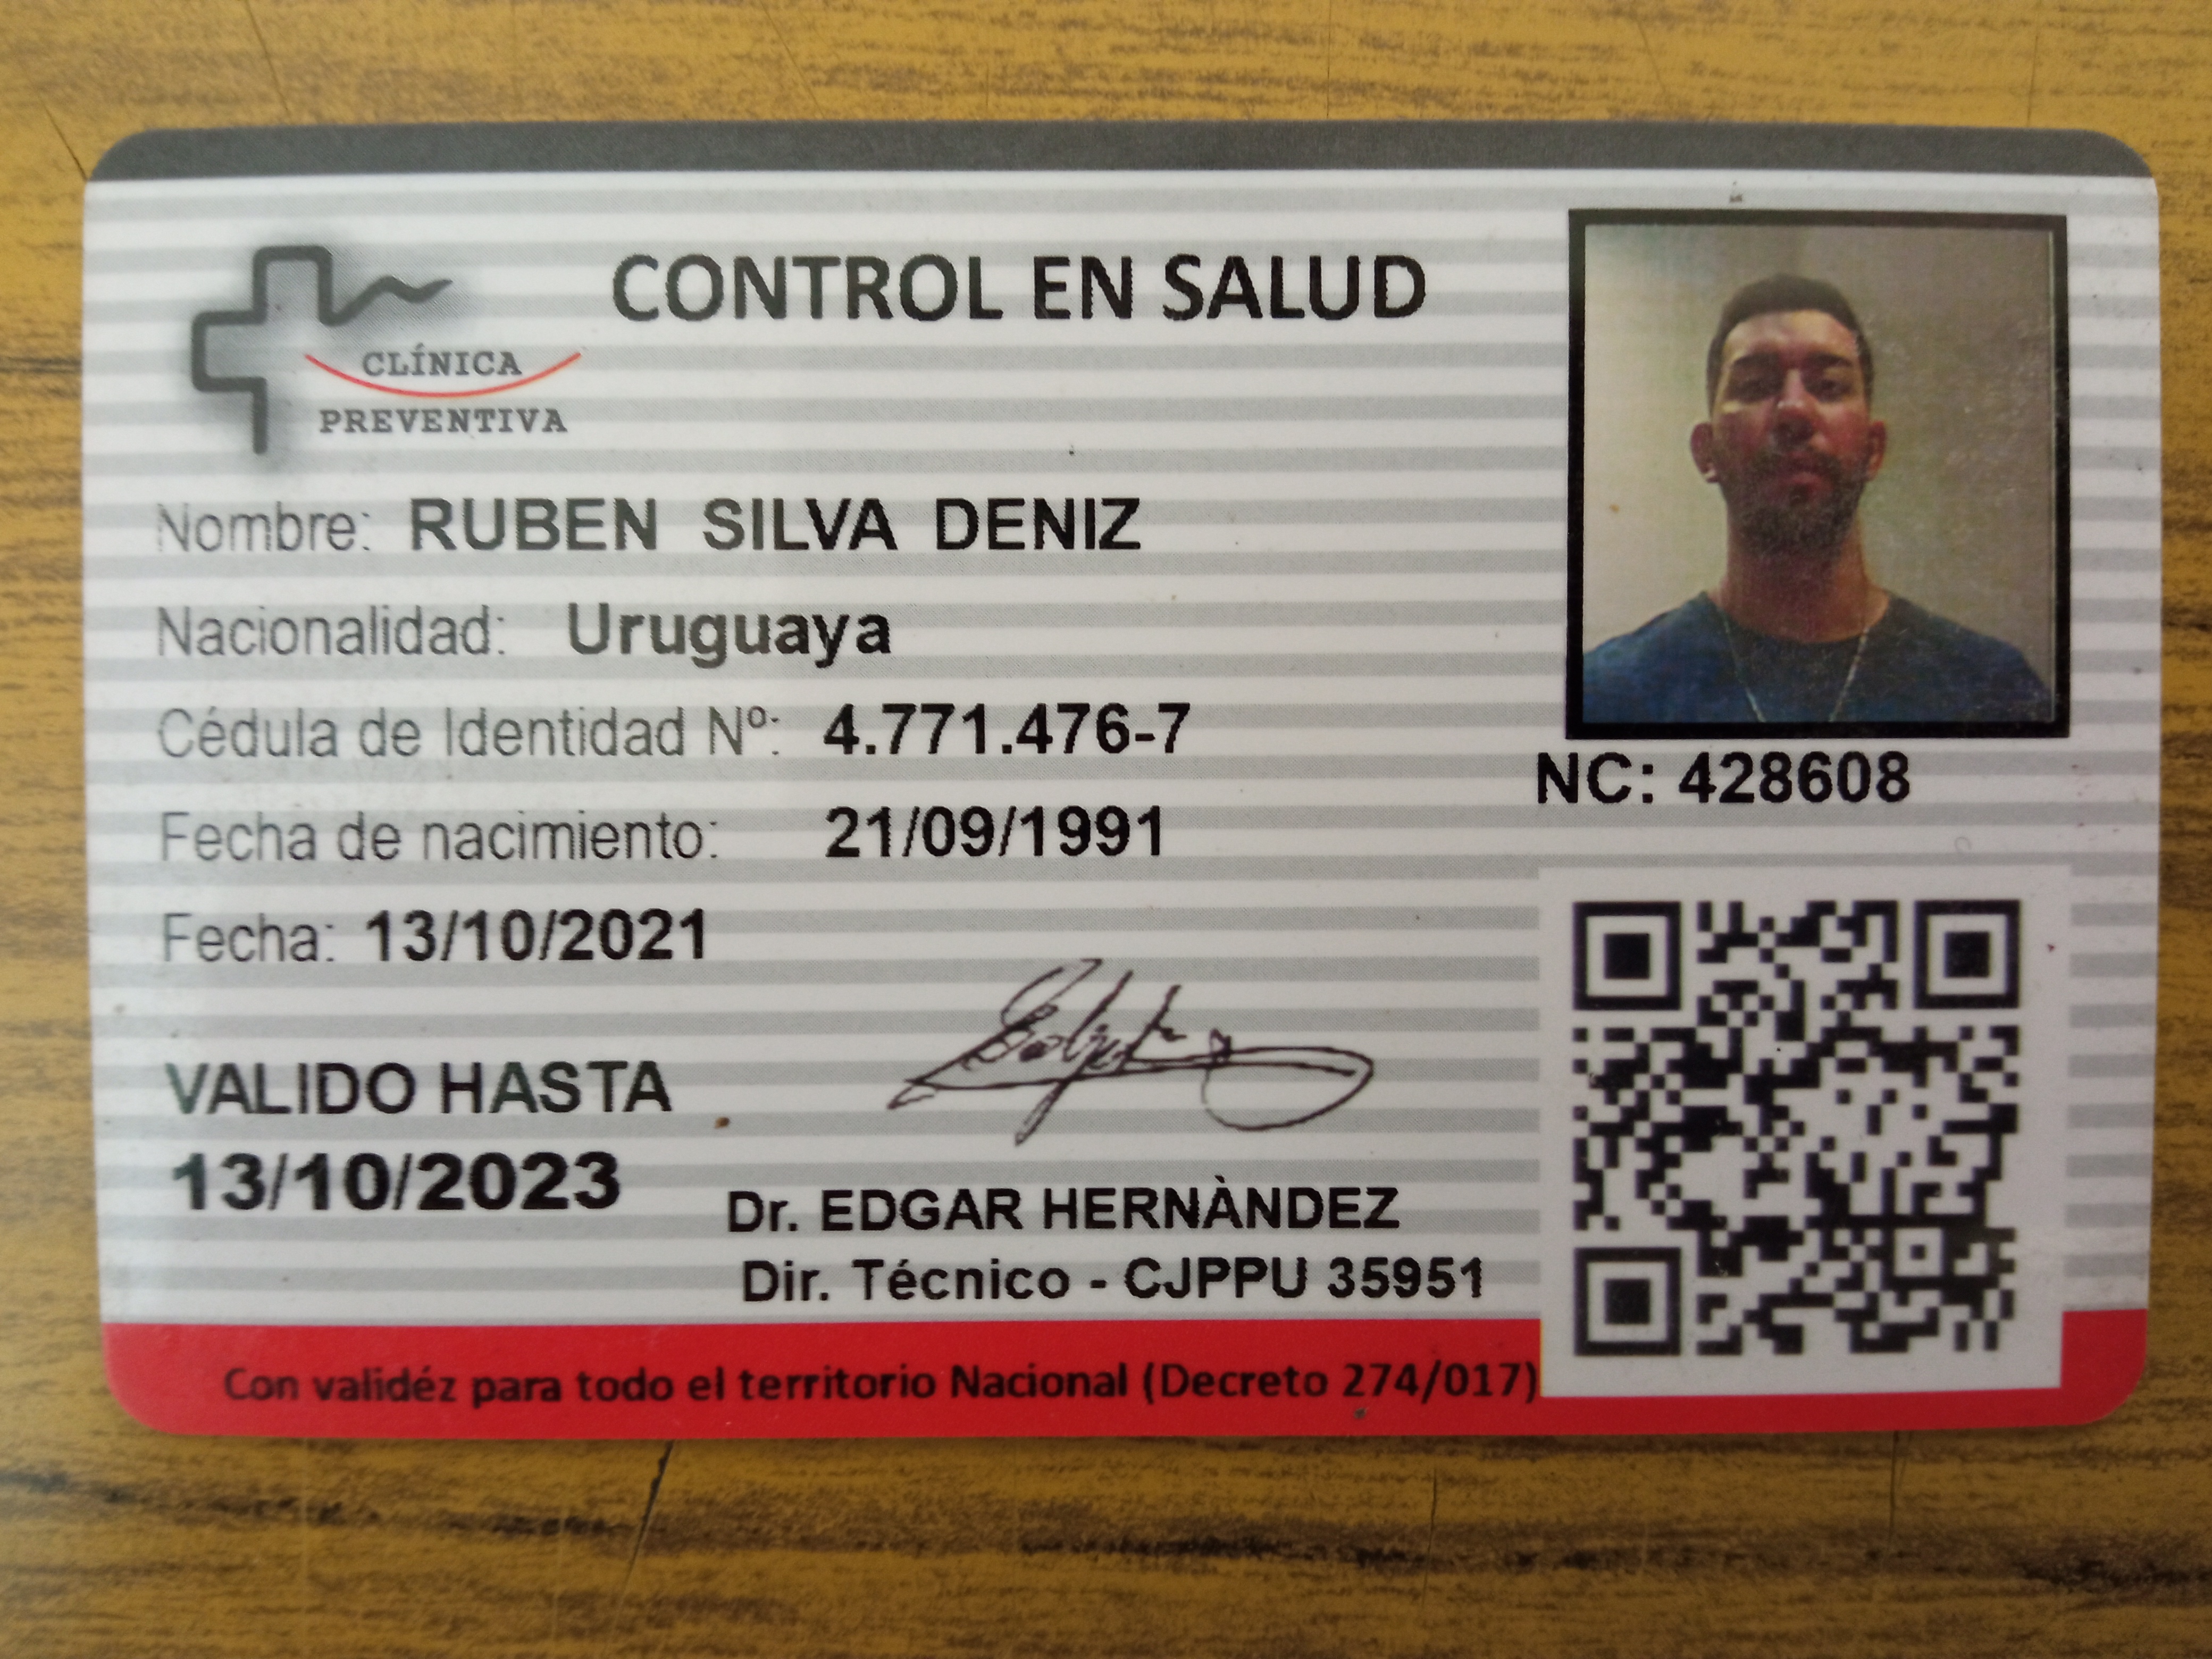 CONTROL EN SALUD
CLÍNICA
PREVENTIVA
Nombre: RUBEN SILVA DENIZ
Nacionalidad: Uruguaya
Cédula de Identidad Nº: 4.771.476-7
NC: 428608
Fecha de nacimiento: 21/09/1991
Fecha: 13/10/2021
VALIDO HASTA
13/10/2023
Dr. EDGAR HERNÀNDEZ
Dir. Técnico - CJPPU 35951
Con validéz para todo el territorio Nacional (Decreto 274/017)